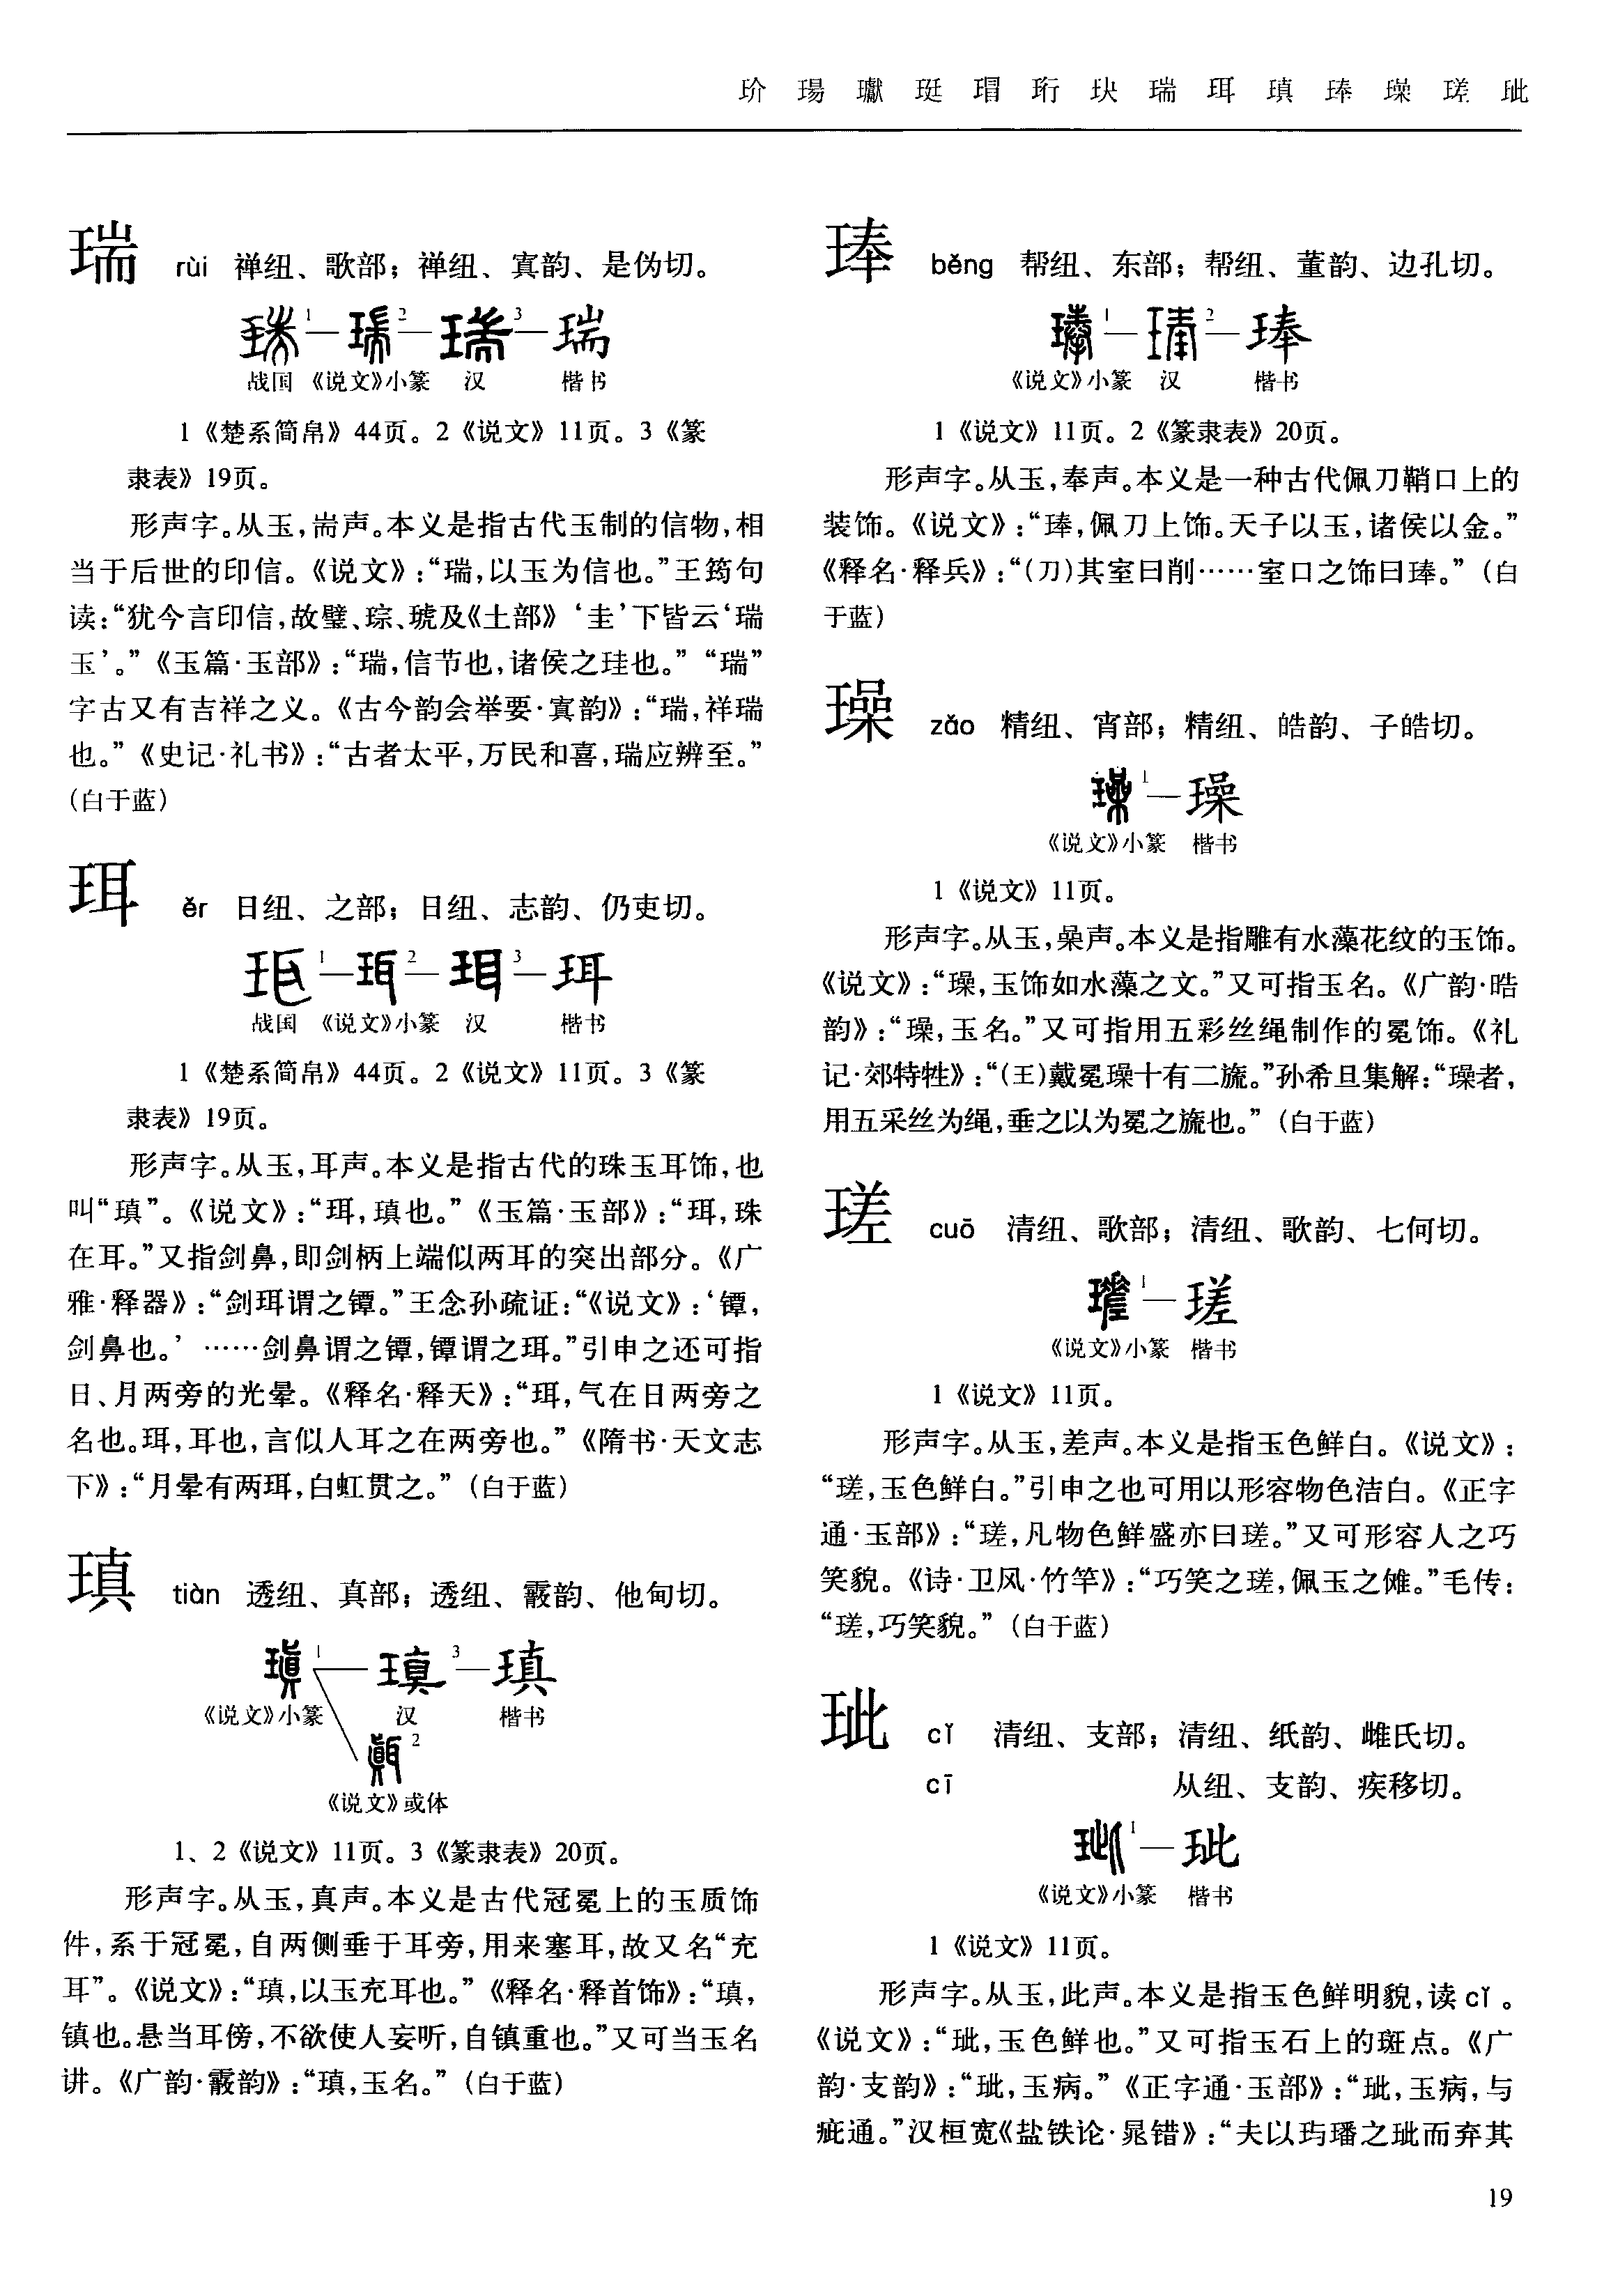 玠 瑒 瓛 珽 瑁 珩 玦 瑞 珥 瑱 琫 璪 瑳 玼
瑞 rùi 禅纽、歌部；禅纽、寘韵、是伪切。
1 2 3 瑞
战国 《说文》小篆 汉 楷书
1《楚系简帛》44页。2《说文》11页。3《篆
隶表》19页。
形声字。从玉，耑声。本义是指古代玉制的信物，相
当于后世的印信。《说文》：“瑞，以玉为信也。”王筠句
读：“犹今言印信，故璧、琮、琥及《土部》‘圭’下皆云‘瑞
玉’。”《玉篇·玉部》：“瑞，信节也，诸侯之珪也。”“瑞”
字古又有吉祥之义。《古今韵会举要·寘韵》：“瑞，祥瑞
也。”《史记·礼书》：“古者太平，万民和喜，瑞应辨至。”
（白于蓝）
珥 ěr 日纽、之部；日纽、志韵、仍吏切。
1 2 3 珥
战国 《说文》小篆 汉 楷书
1《楚系简帛》44页。2《说文》11页。3《篆
隶表》19页。
形声字。从玉，耳声。本义是指古代的珠玉耳饰，也
叫“瑱”。《说文》：“珥，瑱也。”《玉篇·玉部》：“珥，珠
在耳。”又指剑鼻，即剑柄上端似两耳的突出部分。《广
雅·释器》：“剑珥谓之镡。”王念孙疏证：“《说文》：‘镡，
剑鼻也。’……剑鼻谓之镡，镡谓之珥。”引申之还可指
日、月两旁的光晕。《释名·释天》：“珥，气在日两旁之
名也。珥，耳也，言似人耳之在两旁也。”《隋书·天文志
下》：“月晕有两珥，白虹贯之。”（白于蓝）
瑱 tiàn 透纽、真部；透纽、霰韵、他甸切。
1 3 瑱
《说文》小篆 汉 楷书
2
《说文》或体
1、2《说文》11页。3《篆隶表》20页。
形声字。从玉，真声。本义是古代冠冕上的玉质饰
件，系于冠冕，自两侧垂于耳旁，用来塞耳，故又名“充
耳”。《说文》：“瑱，以玉充耳也。”《释名·释首饰》：“瑱，
镇也。悬当耳傍，不欲使人妄听，自镇重也。”又可当玉名
讲。《广韵·霰韵》：“瑱，玉名。”（白于蓝）
琫 běng 帮纽、东部；帮纽、董韵、边孔切。
1 2 琫
《说文》小篆 汉 楷书
1《说文》11页。2《篆隶表》20页。
形声字。从玉，奉声。本义是一种古代佩刀鞘口上的
装饰。《说文》：“琫，佩刀上饰。天子以玉，诸侯以金。”
《释名·释兵》：“（刀）其室曰削……室口之饰曰琫。”（白
于蓝）
璪 zǎo 精纽、宵部；精纽、皓韵、子皓切。
1 璪
《说文》小篆 楷书
1《说文》11页。
形声字。从玉，喿声。本义是指雕有水藻花纹的玉饰。
《说文》：“璪，玉饰如水藻之文。”又可指玉名。《广韵·晧
韵》：“璪，玉名。”又可指用五彩丝绳制作的冕饰。《礼
记·郊特牲》：“（王）戴冕璪十有二旒。”孙希旦集解：“璪者，
用五采丝为绳，垂之以为冕之旒也。”（白于蓝）
瑳 cuō 清纽、歌部；清纽、歌韵、七何切。
1 瑳
《说文》小篆 楷书
1《说文》11页。
形声字。从玉，差声。本义是指玉色鲜白。《说文》：
“瑳，玉色鲜白。”引申之也可用以形容物色洁白。《正字
通·玉部》：“瑳，凡物色鲜盛亦曰瑳。”又可形容人之巧
笑貌。《诗·卫风·竹竿》：“巧笑之瑳，佩玉之傩。”毛传：
“瑳，巧笑貌。”（白于蓝）
玼 cǐ 清纽、支部；清纽、纸韵、雌氏切。
cī 从纽、支韵、疾移切。
1 玼
《说文》小篆 楷书
1《说文》11页。
形声字。从玉，此声。本义是指玉色鲜明貌，读cǐ。
《说文》：“玼，玉色鲜也。”又可指玉石上的斑点。《广
韵·支韵》：“玼，玉病。”《正字通·玉部》：“玼，玉病，与
疵通。”汉桓宽《盐铁论·晁错》：“夫以玙璠之玼而弃其
19